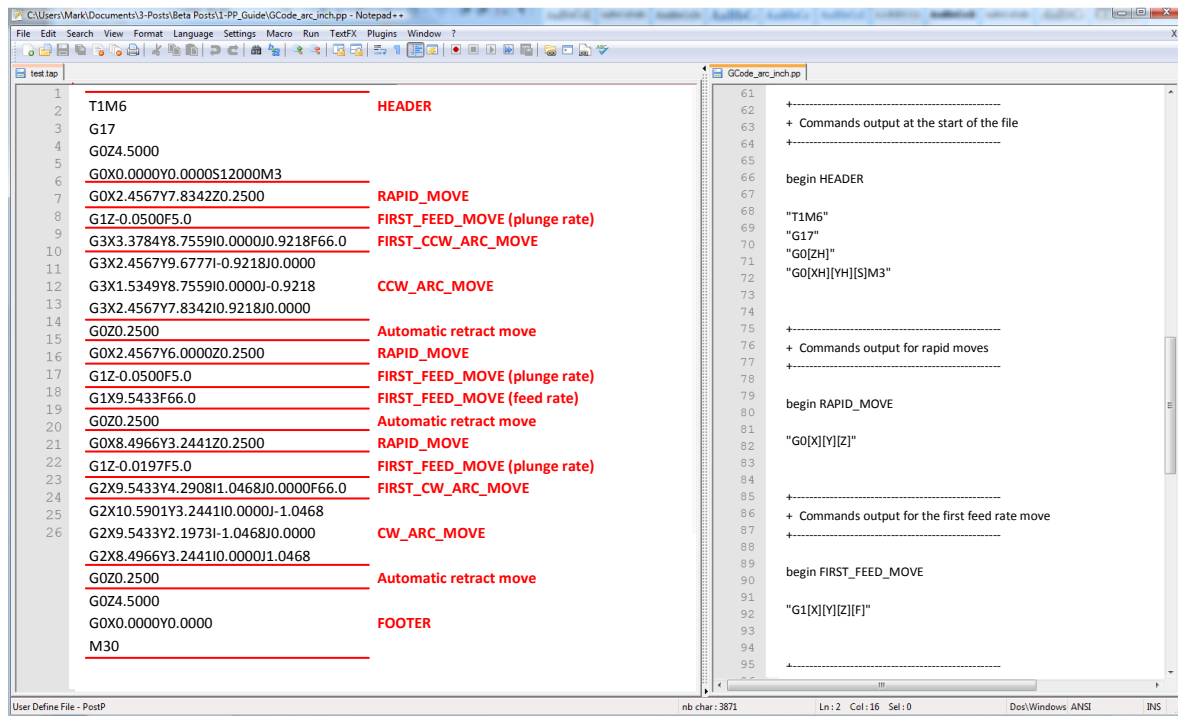 C:\Users\Mark\Documents\3-Posts\Beta Posts\1-PP_Guide\GCode_arc_inch.pp - Notepad++
File Edit Search View Format Language Settings Macro Run TextFX Plugins Window ? X
test.tap
1
2
3
4
5
6
7
8
9
10
11
12
13
14
15
16
17
18
19
20
21
22
23
24
25
26
T1M6 HEADER
G17
G0Z4.5000
G0X0.0000Y0.0000S12000M3
G0X2.4567Y7.8342Z0.2500 RAPID_MOVE
G1Z-0.0500F5.0 FIRST_FEED_MOVE (plunge rate)
G3X3.3784Y8.7559I0.0000J0.9218F66.0 FIRST_CCW_ARC_MOVE
G3X2.4567Y9.6777I-0.9218J0.0000
G3X1.5349Y8.7559I0.0000J-0.9218 CCW_ARC_MOVE
G3X2.4567Y7.8342I0.9218J0.0000
G0Z0.2500 Automatic retract move
G0X2.4567Y6.0000Z0.2500 RAPID_MOVE
G1Z-0.0500F5.0 FIRST_FEED_MOVE (plunge rate)
G1X9.5433F66.0 FIRST_FEED_MOVE (feed rate)
G0Z0.2500 Automatic retract move
G0X8.4966Y3.2441Z0.2500 RAPID_MOVE
G1Z-0.0197F5.0 FIRST_FEED_MOVE (plunge rate)
G2X9.5433Y4.2908I1.0468J0.0000F66.0 FIRST_CW_ARC_MOVE
G2X10.5901Y3.2441I0.0000J-1.0468
G2X9.5433Y2.1973I-1.0468J0.0000 CW_ARC_MOVE
G2X8.4966Y3.2441I0.0000J1.0468
G0Z0.2500 Automatic retract move
G0Z4.5000
G0X0.0000Y0.0000 FOOTER
M30
GCode_arc_inch.pp
61
62 +--------------------------------------------------
63 + Commands output at the start of the file
64 +--------------------------------------------------
65
66 begin HEADER
67
68 "T1M6"
69 "G17"
70 "G0[ZH]"
71 "G0[XH][YH][S]M3"
72
73
74
75 +--------------------------------------------------
76 + Commands output for rapid moves
77 +--------------------------------------------------
78
79 begin RAPID_MOVE
80
81 "G0[X][Y][Z]"
82
83
84
85 +--------------------------------------------------
86 + Commands output for the first feed rate move
87 +--------------------------------------------------
88
89 begin FIRST_FEED_MOVE
90
91 "G1[X][Y][Z][F]"
92
93
94
95 +--------------------------------------------------
User Define File - PostP nb char : 3871 Ln : 2 Col : 16 Sel : 0 Dos\Windows ANSI INS